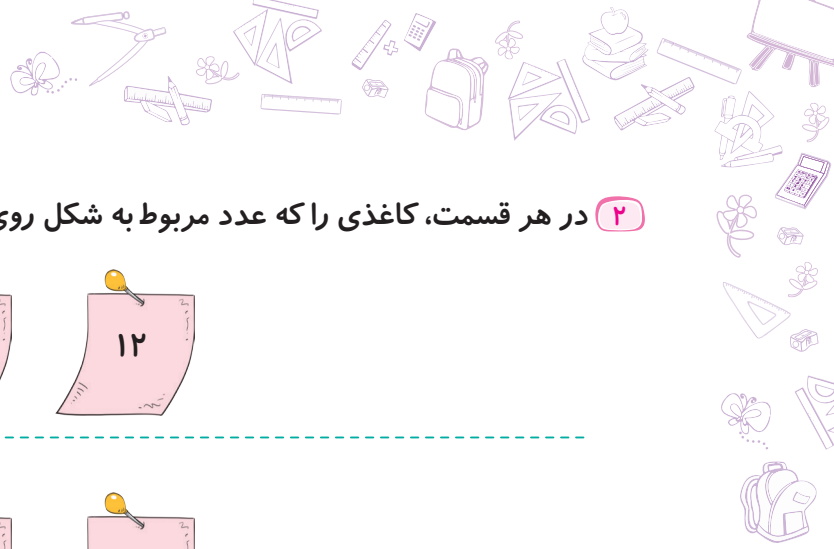 ۲ در هر قسمت، کاغذی را که عدد مربوط به شکل روی
۱۲